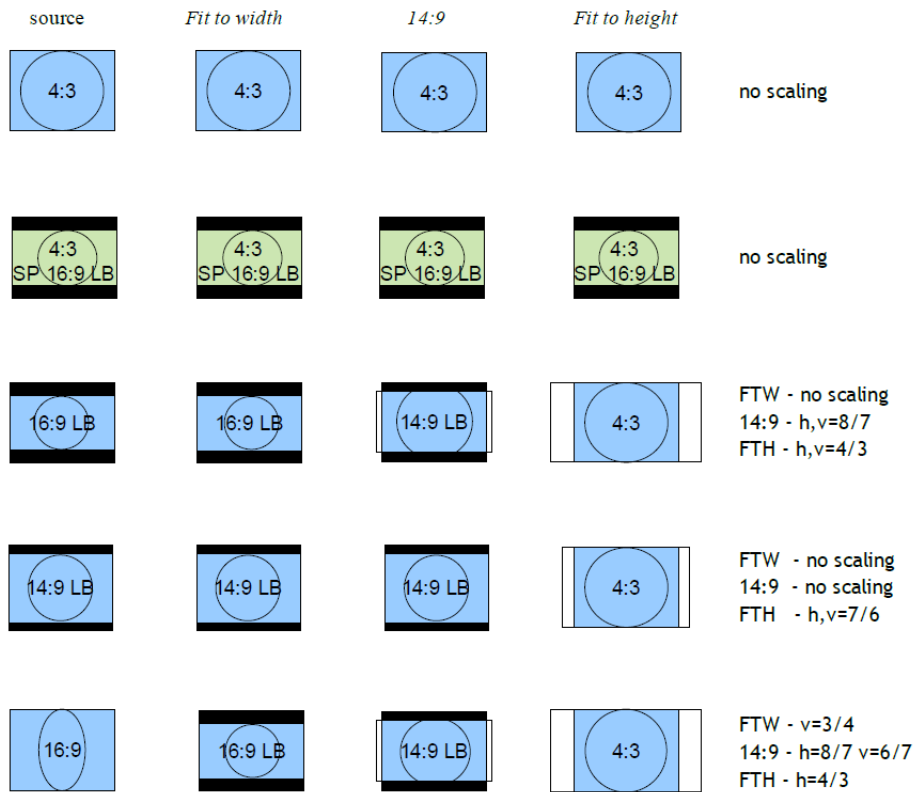 source Fit to width 14:9 Fit to height
4:3 4:3 4:3 4:3 no scaling
4:3 4:3 4:3 4:3
SP 16:9 LB SP 16:9 LB SP 16:9 LB SP 16:9 LB
no scaling
16:9 LB 16:9 LB 14:9 LB 4:3
FTW - no scaling
14:9 - h,v=8/7
FTH - h,v=4/3
14:9 LB 14:9 LB 14:9 LB 4:3
FTW - no scaling
14:9 - no scaling
FTH - h,v=7/6
16:9 16:9 LB 14:9 LB 4:3
FTW - v=3/4
14:9 - h=8/7 v=6/7
FTH - h=4/3